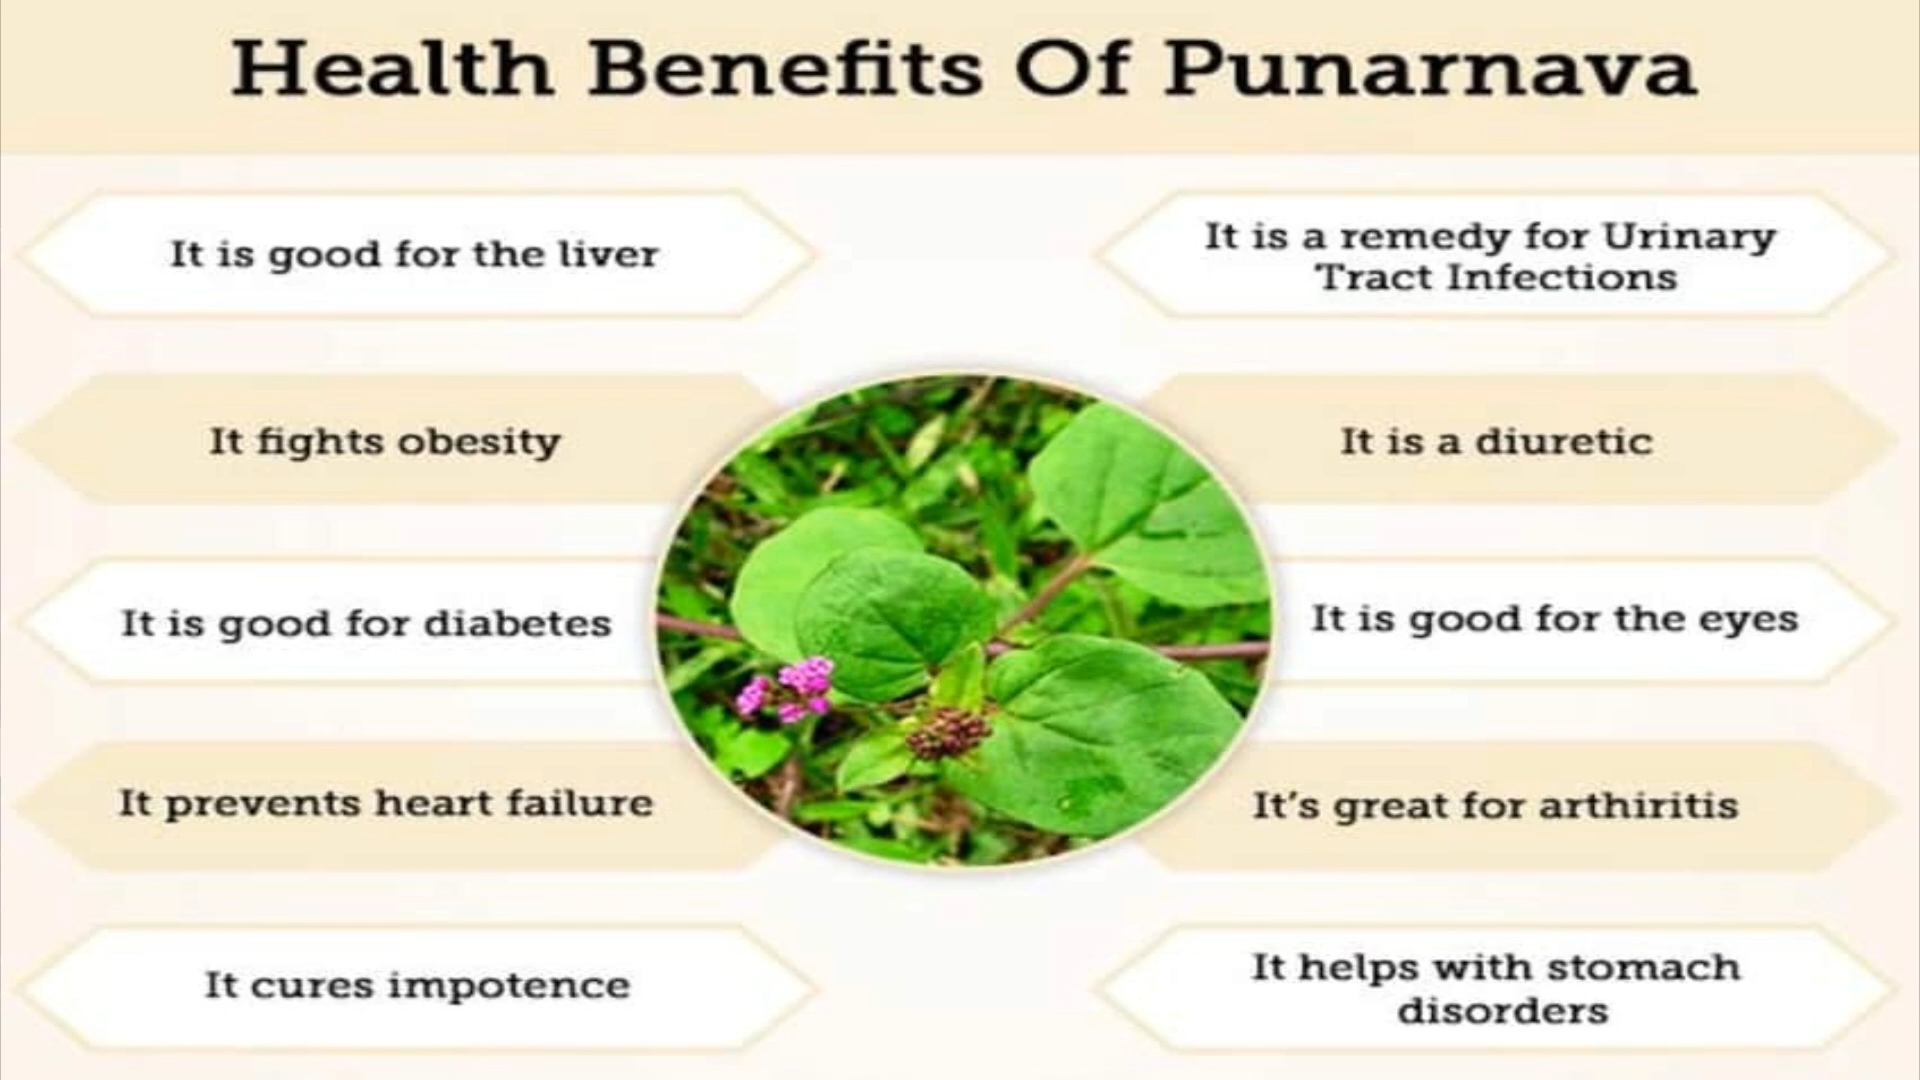 Health Benefits Of Punarnava
It is good for the liver
It is a remedy for Urinary
Tract Infections
It fights obesity
It is a diuretic
It is good for diabetes
It is good for the eyes
It prevents heart failure
It's great for arthiritis
It cures impotence
It helps with stomach
disorders